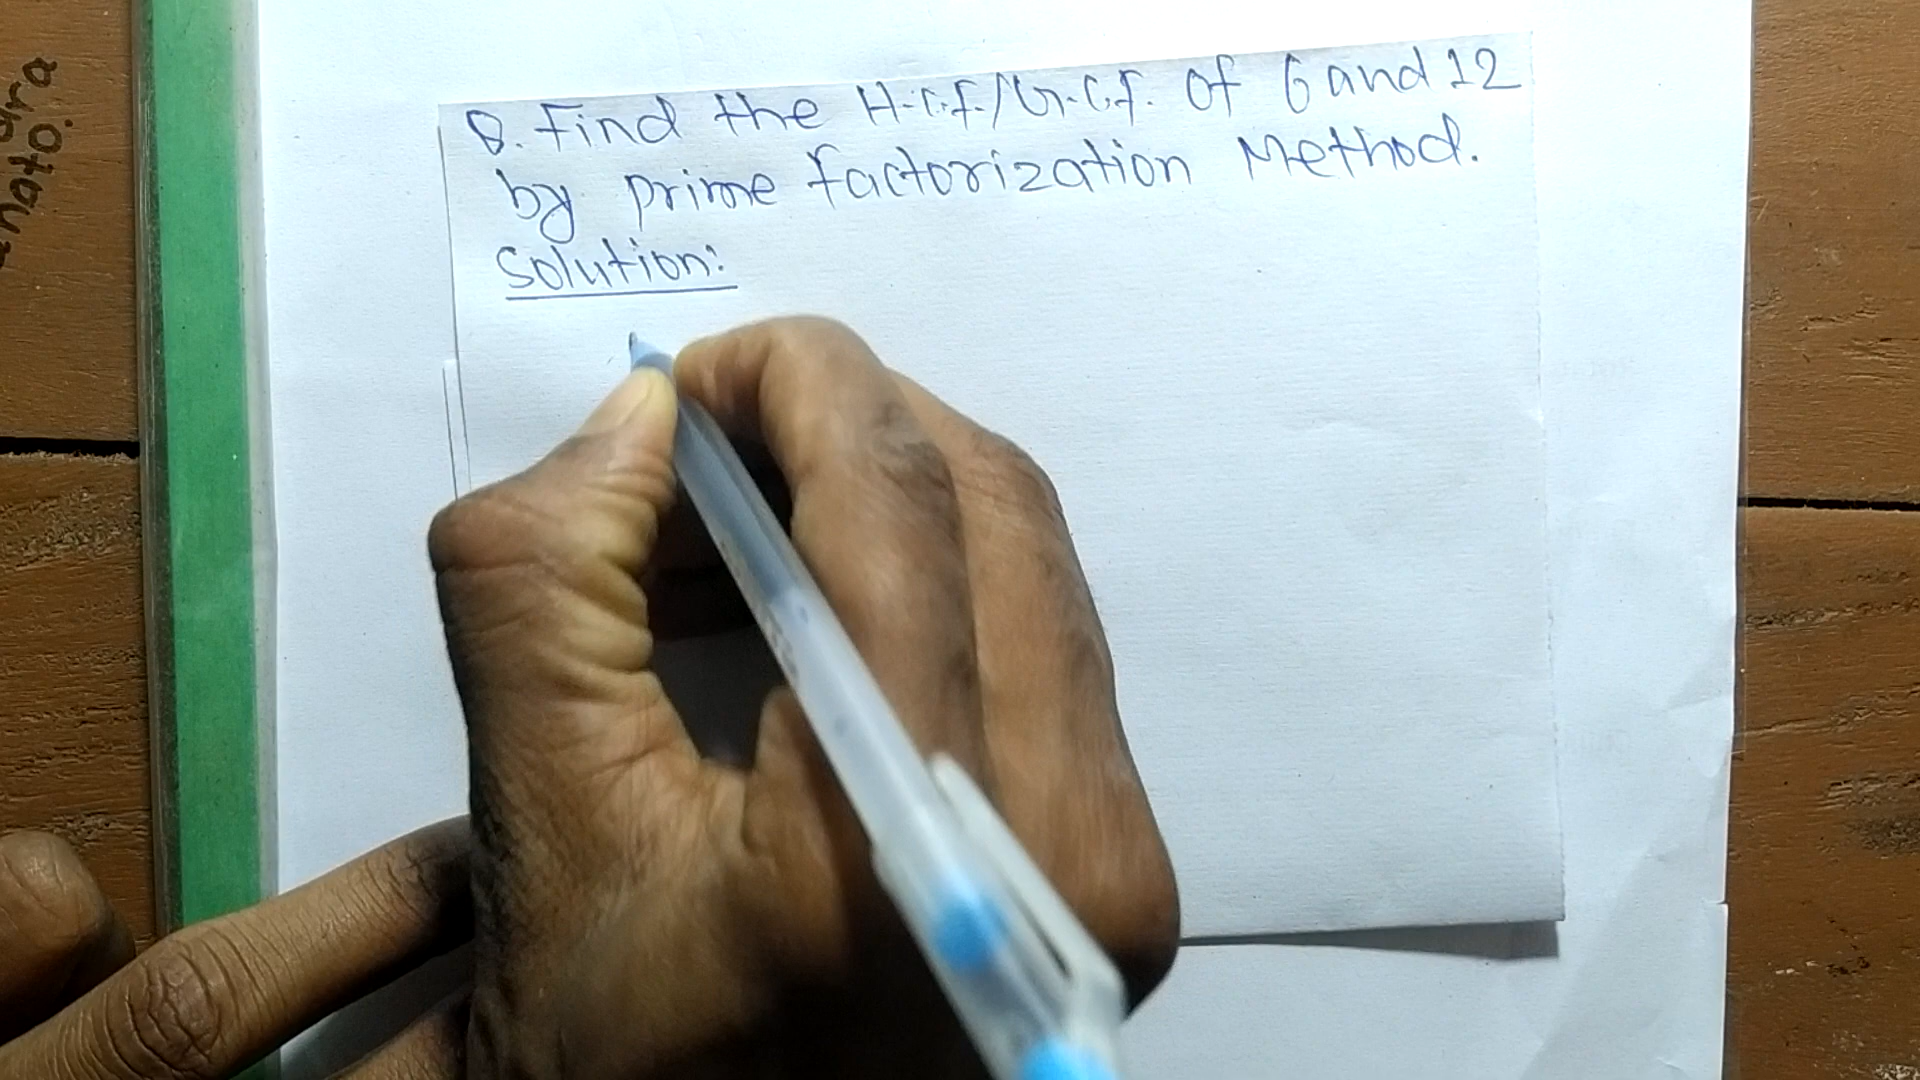 Q. Find the H.C.F./G.C.F. of 6 and 12
by prime factorization Method.
Solution: